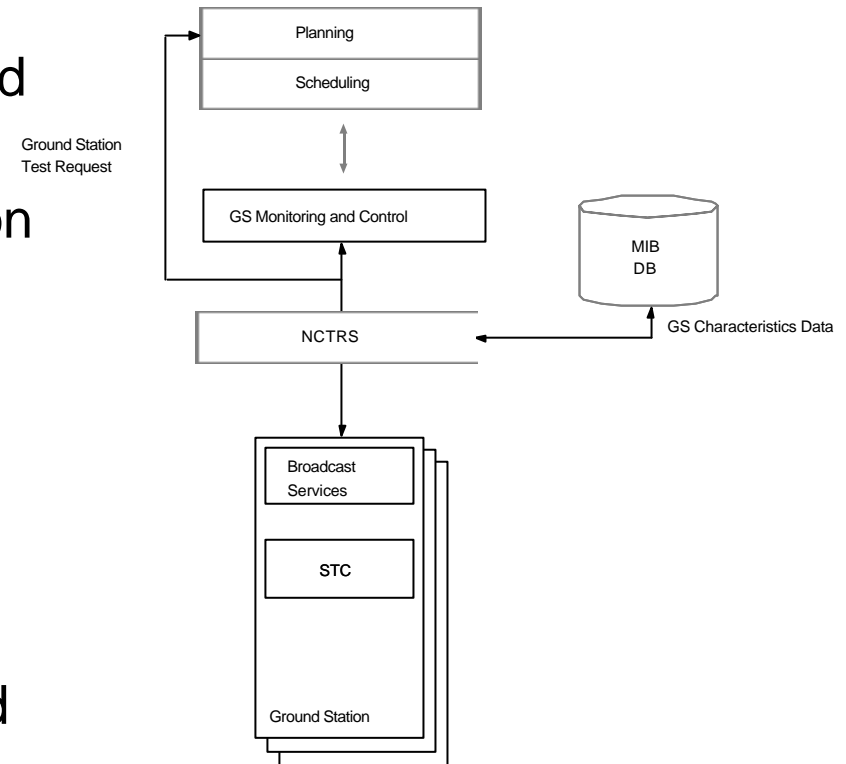 Planning
d
Scheduling
Ground Station
Test Request
on
GS Monitoring and Control
MIB
DB
NCTRS
GS Characteristics Data
Broadcast
Services
STC
d
Ground Station